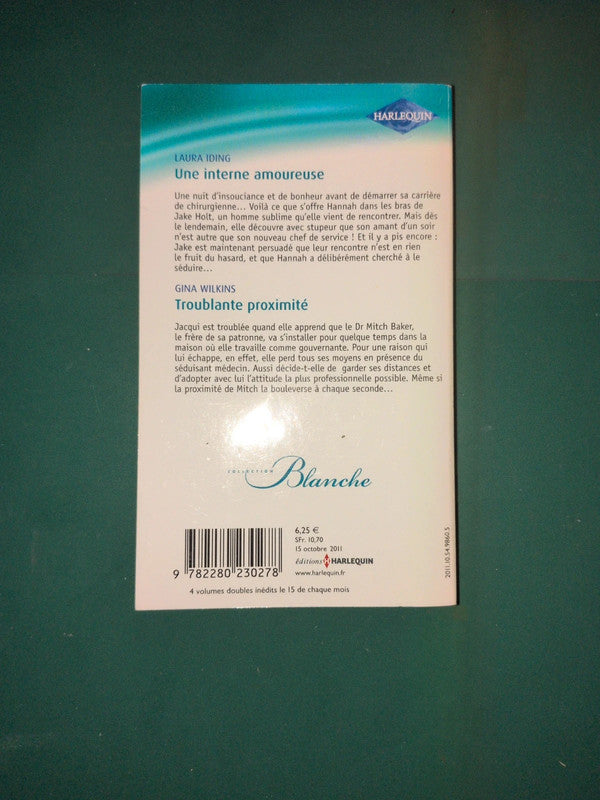 HARLEQUIN
LAURA IDING
Une interne amoureuse
Une nuit d'insouciance et de bonheur avant de démarrer sa carrière
de chirurgienne... Voilà ce que s'offre Hannah dans les bras de
Jake Holt, un homme sublime qu'elle vient de rencontrer. Mais dès
le lendemain, elle découvre avec stupeur que son amant d'un soir
n'est autre que son nouveau chef de service ! Et il y a pis encore :
Jake est maintenant persuadé que leur rencontre n'est en rien
le fruit du hasard, et que Hannah a délibérément cherché à le
séduire...
GINA WILKINS
Troublante proximité
Jacqui est troublée quand elle apprend que le Dr Mitch Baker,
le frère de sa patronne, va s'installer pour quelque temps dans la
maison où elle travaille comme gouvernante. Pour une raison qui
lui échappe, en effet, elle perd tous ses moyens en présence du
séduisant médecin. Aussi décide-t-elle de garder ses distances et
d'adopter avec lui l'attitude la plus professionnelle possible. Même si
la proximité de Mitch la bouleverse à chaque seconde...
COLLECTION
Blanche
6,25 €
SFr. 10,70
15 octobre 2011
éditions HARLEQUIN
www.harlequin.fr
9 782280 230278
4 volumes doubles inédits le 15 de chaque mois
2011.10.54.9860.5